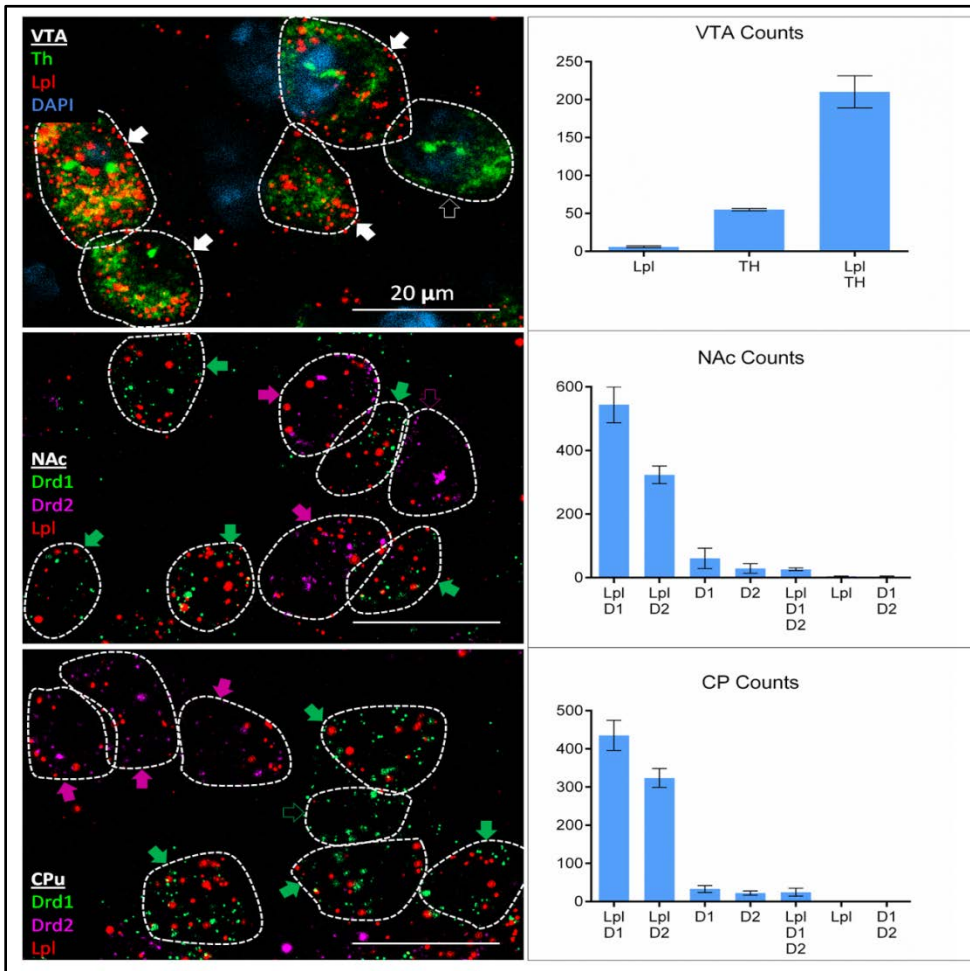 VTA
Th
Lpl
DAPI
20 µm
VTA Counts
250
200
150
100
50
0
Lpl
TH
Lpl
TH
NAc
Drd1
Drd2
Lpl
NAc Counts
600
400
200
0
Lpl
D1
Lpl
D2
D1
D2
Lpl
D1
D2
Lpl
D1
D2
CPu
Drd1
Drd2
Lpl
CP Counts
500
400
300
200
100
0
Lpl
D1
Lpl
D2
D1
D2
Lpl
D1
D2
Lpl
D1
D2